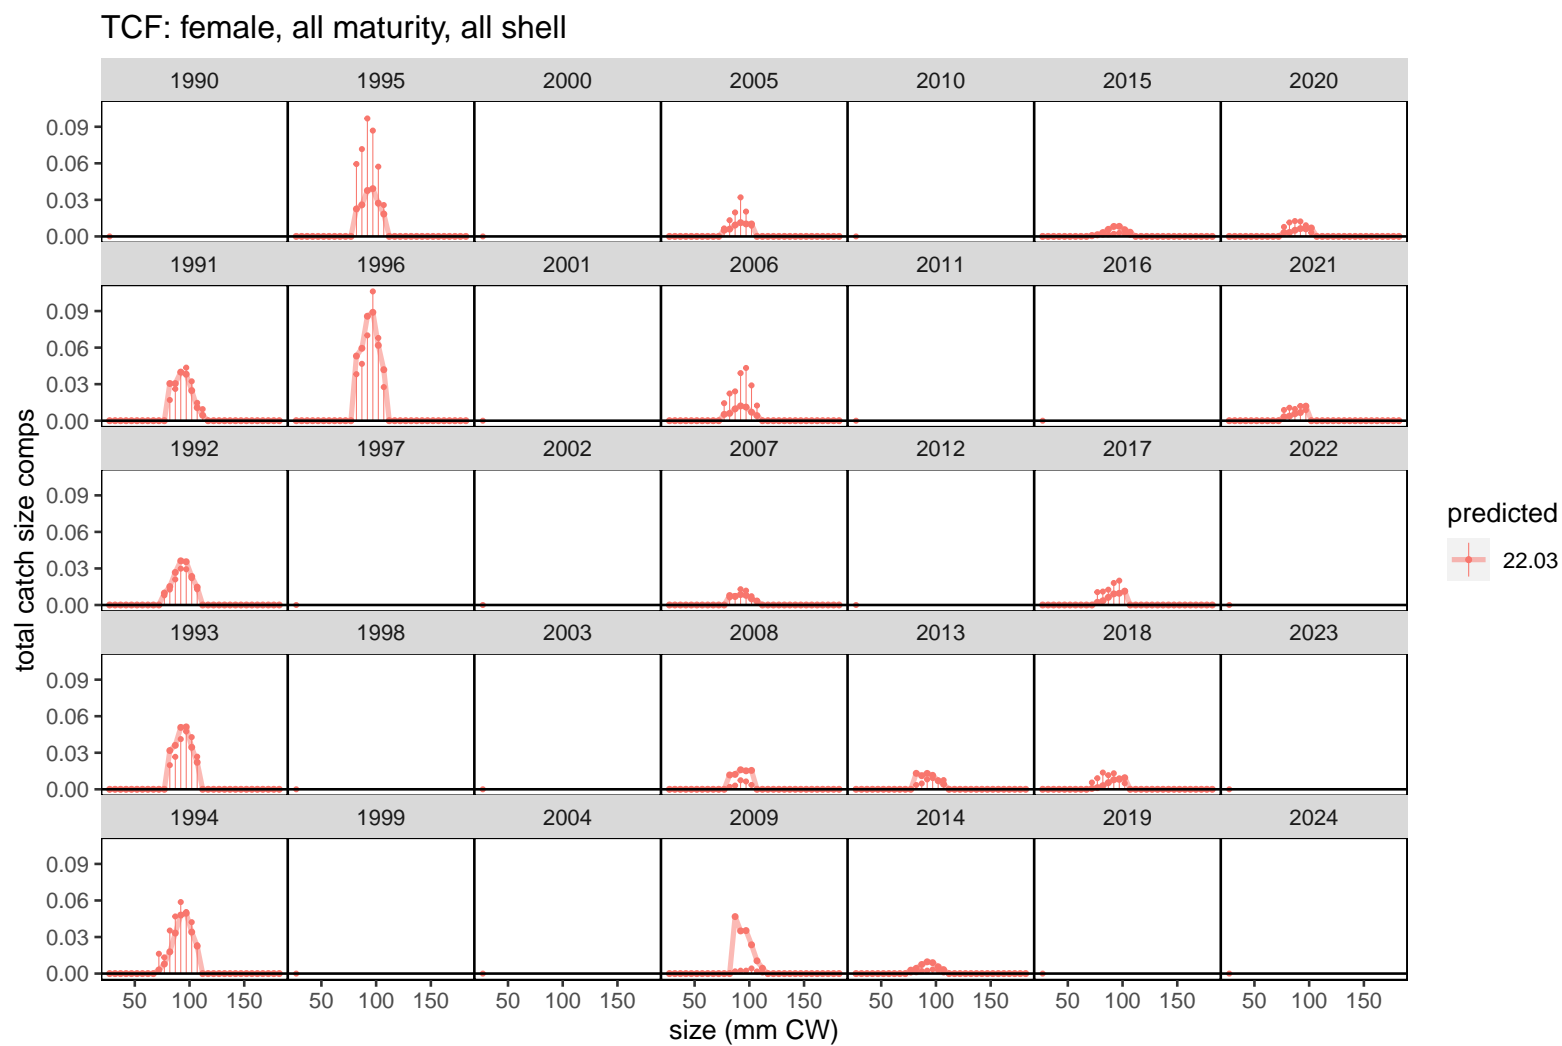 TCF: female, all maturity, all shell
1990 1995 2000 2005 2010 2015 2020
0.09
0.06
0.03
0.00
1991 1996 2001 2006 2011 2016 2021
0.09
0.06
0.03
0.00
1992 1997 2002 2007 2012 2017 2022
0.09
0.06
0.03
0.00
1993 1998 2003 2008 2013 2018 2023
0.09
0.06
0.03
0.00
1994 1999 2004 2009 2014 2019 2024
0.09
0.06
0.03
0.00
50 100 150 50 100 150 50 100 150 50 100 150 50 100 150 50 100 150 50 100 150
size (mm CW)
total catch size comps
predicted
22.03